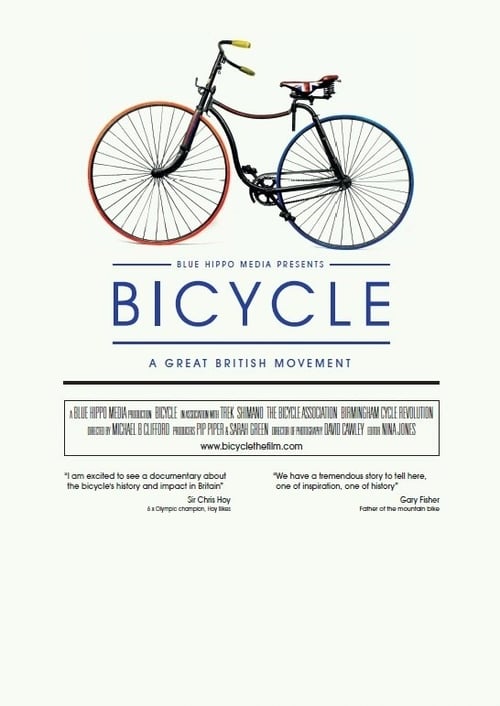 BLUE HIPPO MEDIA PRESENTS
BICYCLE
A GREAT BRITISH MOVEMENT
A BLUE HIPPO MEDIA PRODUCTION BICYCLE IN ASSOCIATION WITH TREK SHIMANO THE BICYCLE ASSOCIATION BIRMINGHAM CYCLE REVOLUTION
DIRECTED BY MICHAEL B CLIFFORD PRODUCERS PIP PIPER & SARAH GREEN DIRECTOR OF PHOTOGRAPHY DAVID CAWLEY EDITOR NINA JONES
www.bicyclethefilm.com
"I am excited to see a documentary about
the bicycle's history and impact in Britain"
Sir Chris Hoy
6 x Olympic champion, Hoy Bikes
"We have a tremendous story to tell here,
one of inspiration, one of history"
Gary Fisher
Father of the mountain bike